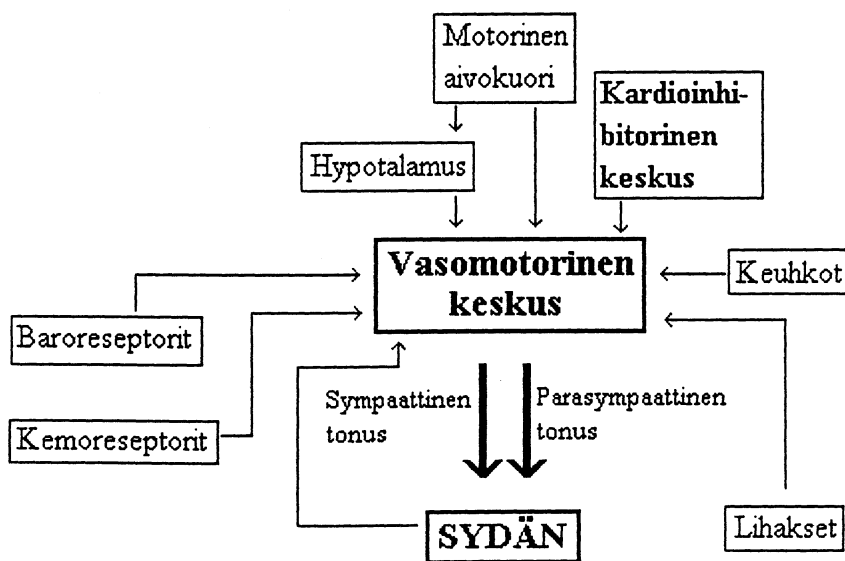 Motorinen
aivokuori
Kardioinhi-
bitorinen
keskus
Hypotalamus
Vasomotorinen
keskus
Keuhkot
Baroreseptorit
Kemoreseptorit
Sympaattinen
tonus
Parasympaattinen
tonus
SYDÄN
Lihakset